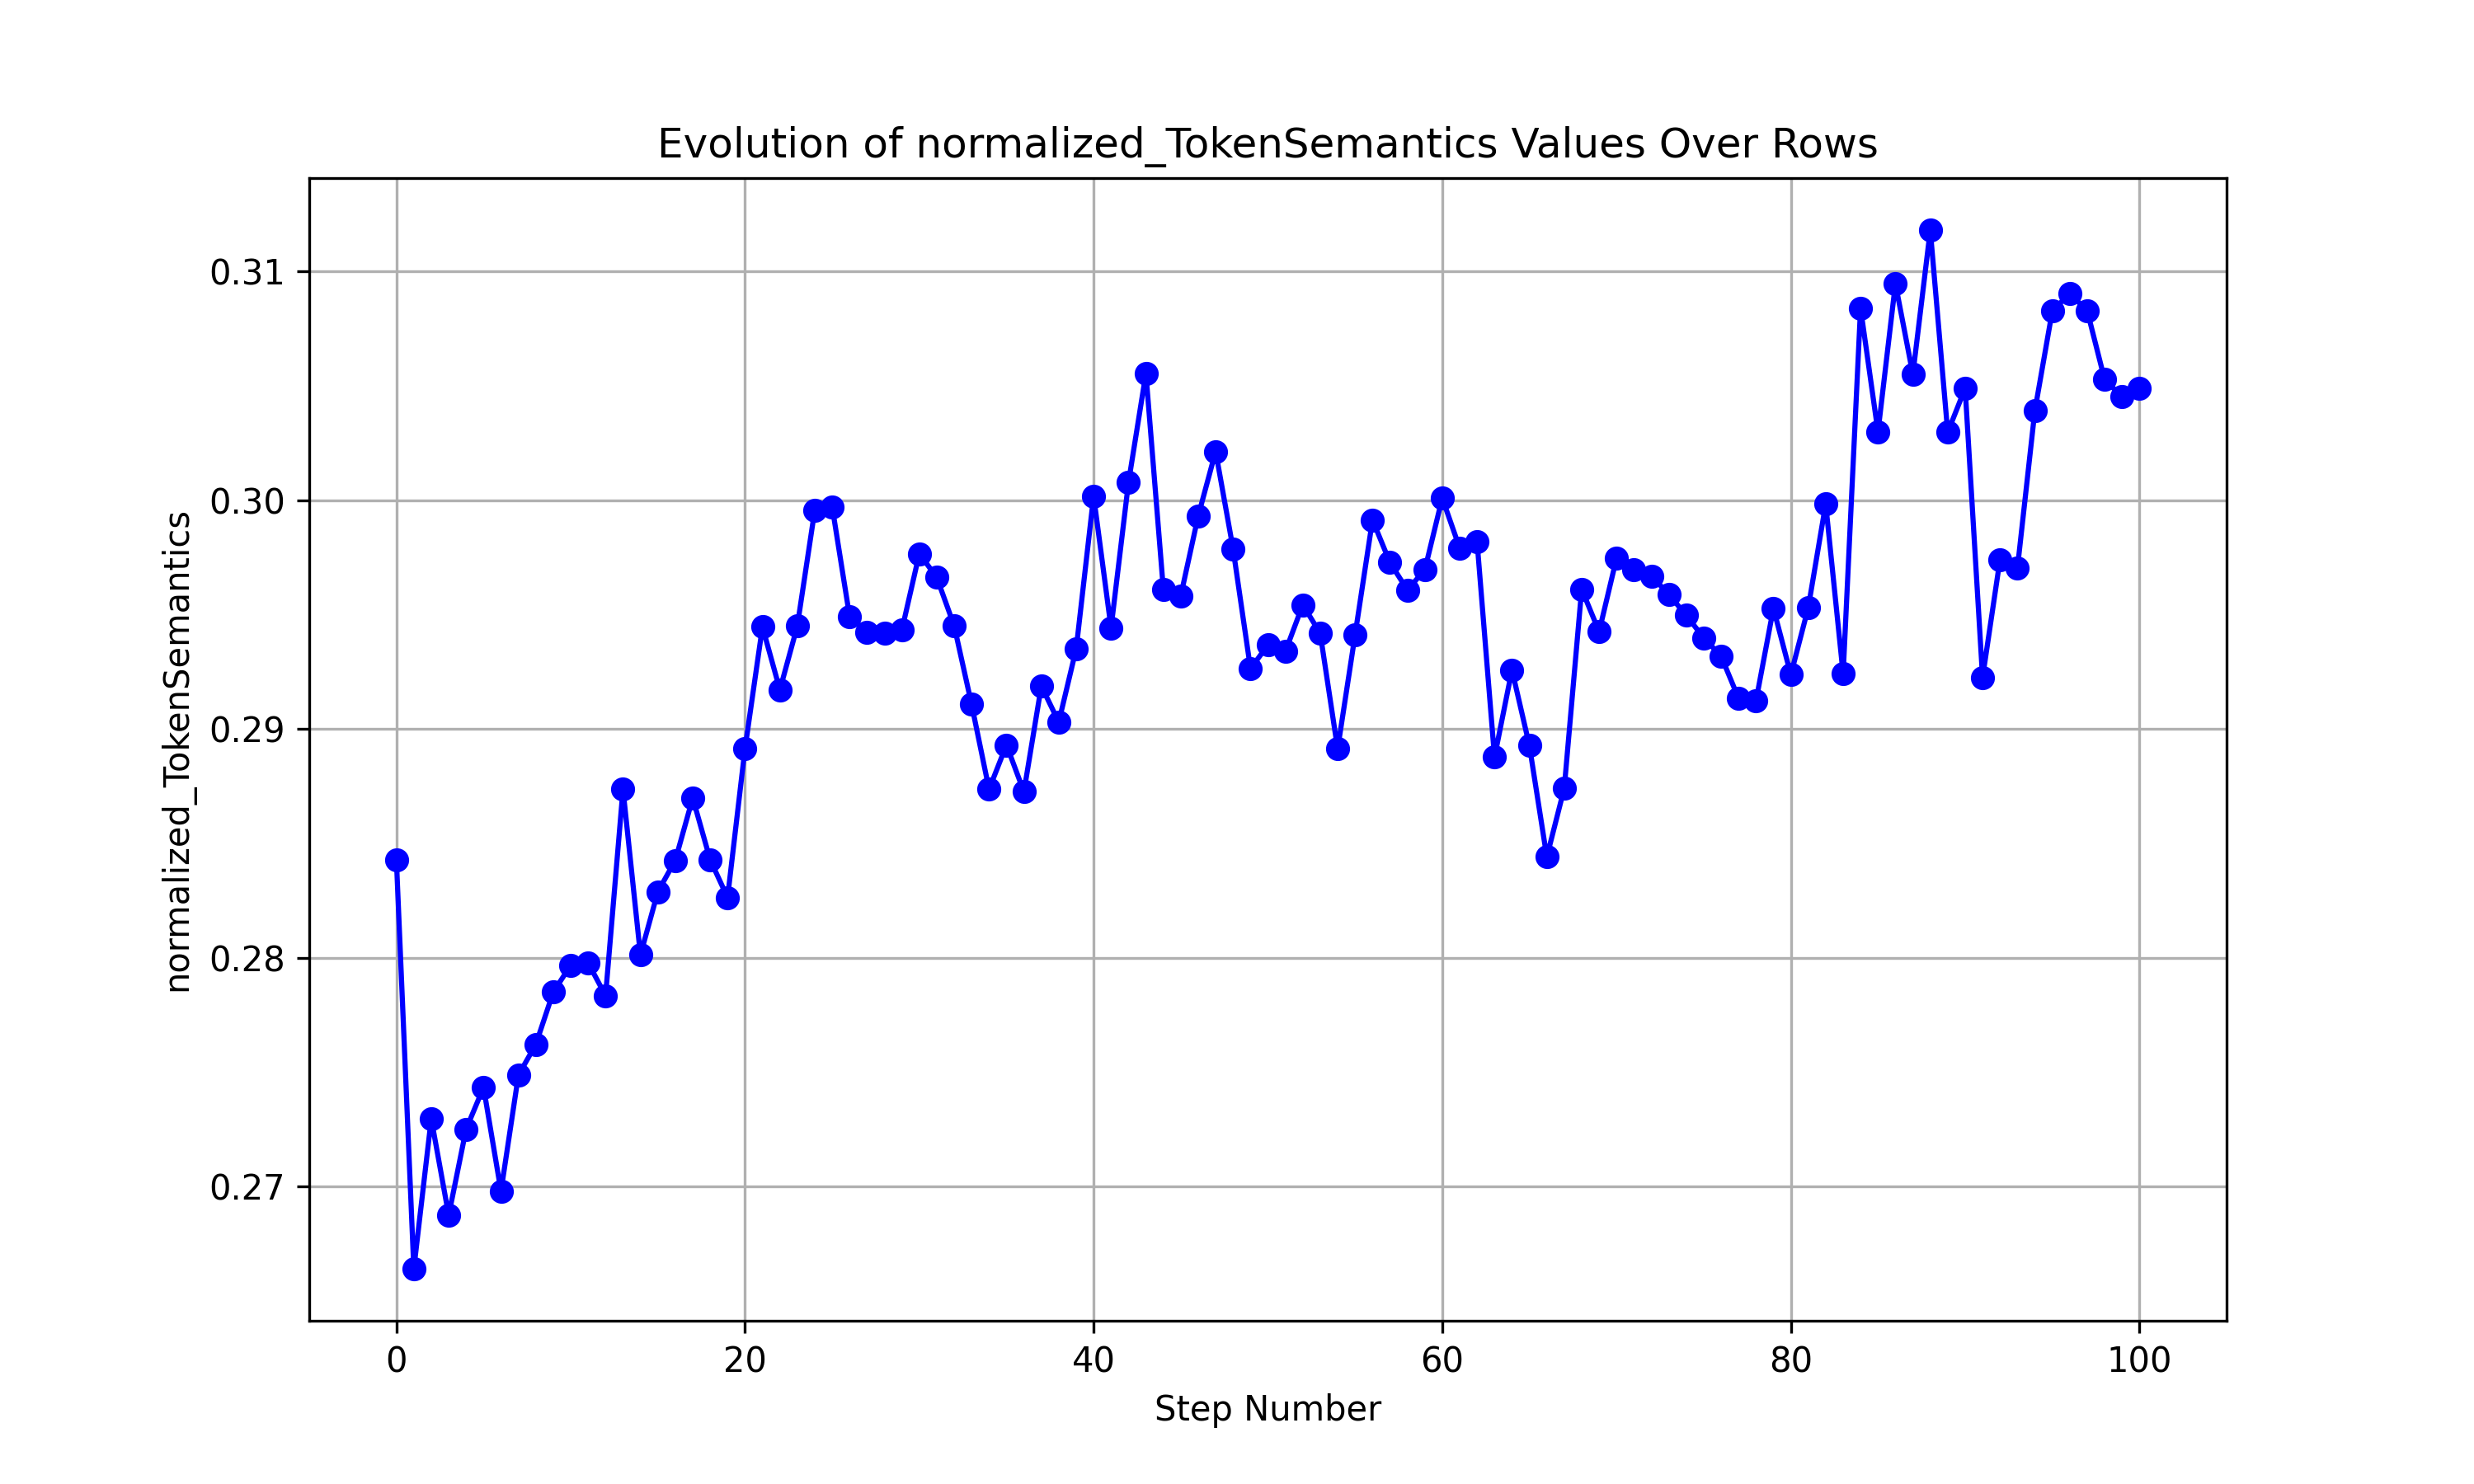 Evolution of normalized_TokenSemantics Values Over Rows
normalized_TokenSemantics
0.31
0.30
0.29
0.28
0.27
0 20 40 60 80 100
Step Number